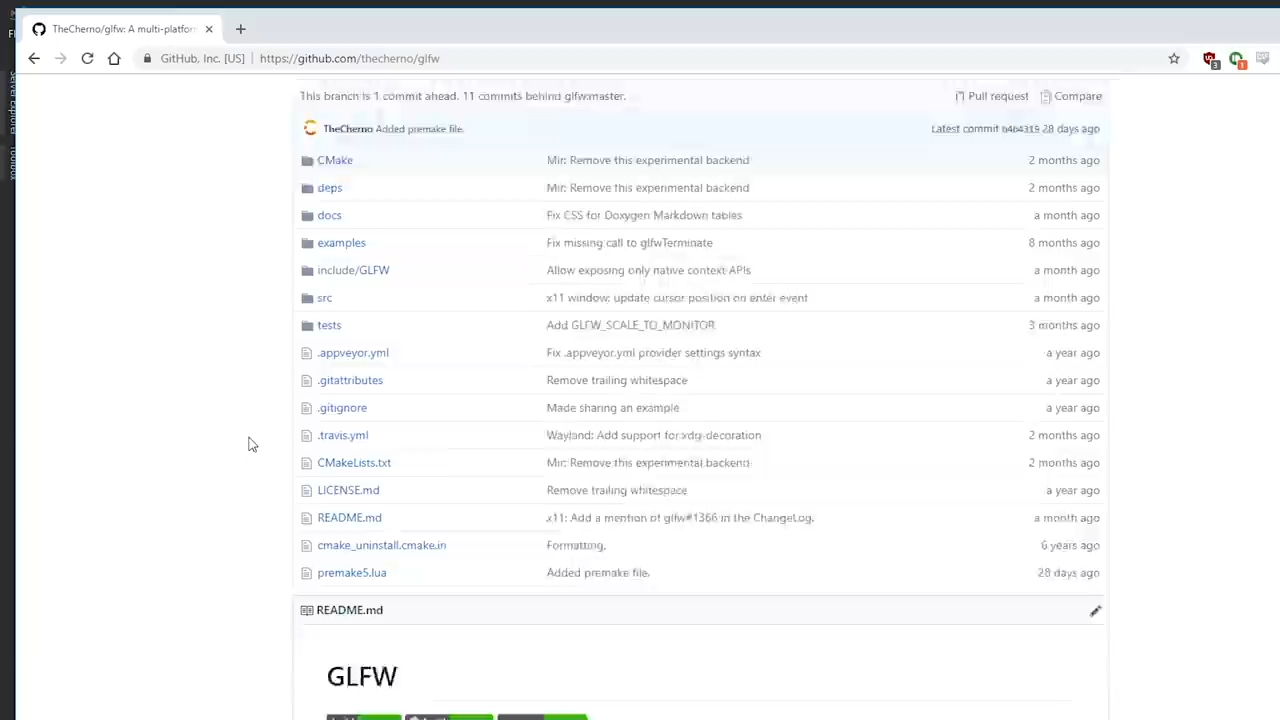 TheCherno/glfw: A multi-platfor
GitHub, Inc. [US] | https://github.com/thecherno/glfw
3
1
Server Explorer
Toolbox
This branch is 1 commit ahead, 11 commits behind glfw:master.
Pull request
Compare
TheCherno Added premake file.
Latest commit b464319 28 days ago
CMake Mir: Remove this experimental backend 2 months ago
deps Mir: Remove this experimental backend 2 months ago
docs Fix CSS for Doxygen Markdown tables a month ago
examples Fix missing call to glfwTerminate 8 months ago
include/GLFW Allow exposing only native context APIs a month ago
src x11 window: update cursor position on enter event a month ago
tests Add GLFW_SCALE_TO_MONITOR 3 months ago
.appveyor.yml Fix .appveyor.yml provider settings syntax a year ago
.gitattributes Remove trailing whitespace a year ago
.gitignore Made sharing an example a year ago
.travis.yml Wayland: Add support for xdg-decoration 2 months ago
CMakeLists.txt Mir: Remove this experimental backend 2 months ago
LICENSE.md Remove trailing whitespace a year ago
README.md x11: Add a mention of glfw#1366 in the ChangeLog. a month ago
cmake_uninstall.cmake.in Formatting. 6 years ago
premake5.lua Added premake file. 28 days ago
README.md
GLFW